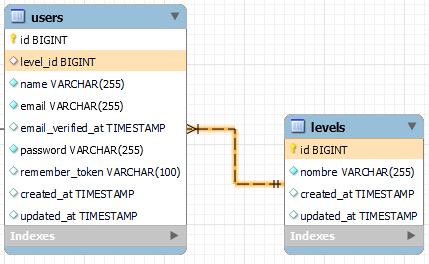 users
id BIGINT
level_id BIGINT
name VARCHAR(255)
email VARCHAR(255)
email_verified_at TIMESTAMP
password VARCHAR(255)
remember_token VARCHAR(100)
created_at TIMESTAMP
updated_at TIMESTAMP
Indexes
levels
id BIGINT
nombre VARCHAR(255)
created_at TIMESTAMP
updated_at TIMESTAMP
Indexes